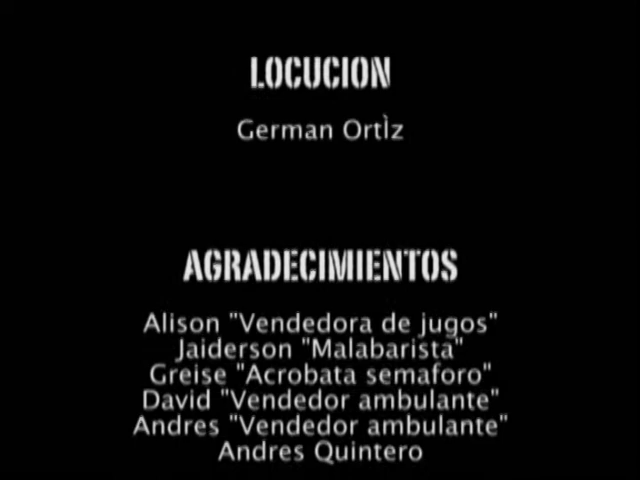 LOCUCION
German OrtÌz
AGRADECIMIENTOS
Alison "Vendedora de jugos"
Jaiderson "Malabarista"
Greise "Acrobata semaforo"
David "Vendedor ambulante"
Andres "Vendedor ambulante"
Andres Quintero